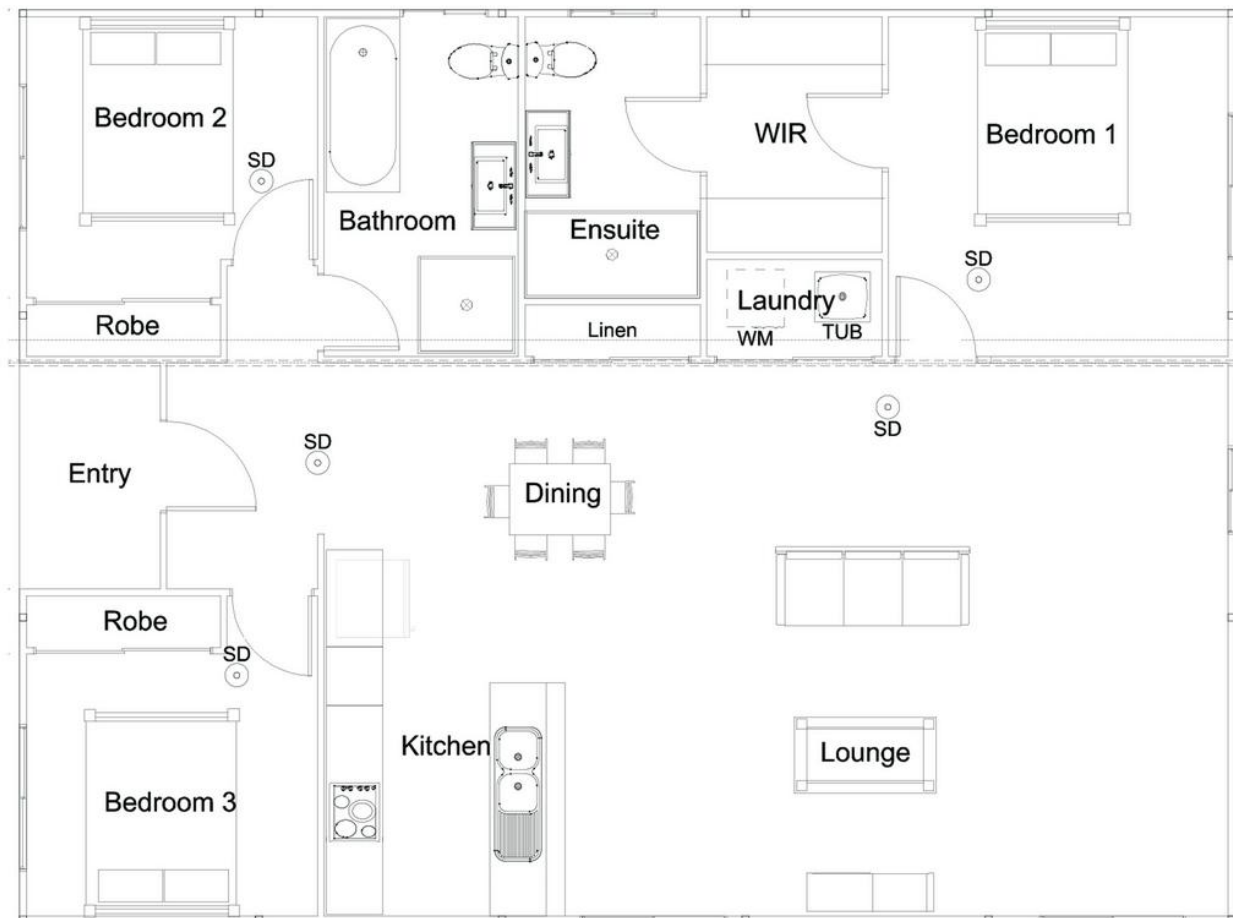 Bedroom 2
SD
Bathroom
Ensuite
WIR
Bedroom 1
SD
Robe
Linen
Laundry
WM
TUB
Entry
SD
Dining
SD
Robe
SD
Bedroom 3
Kitchen
Lounge